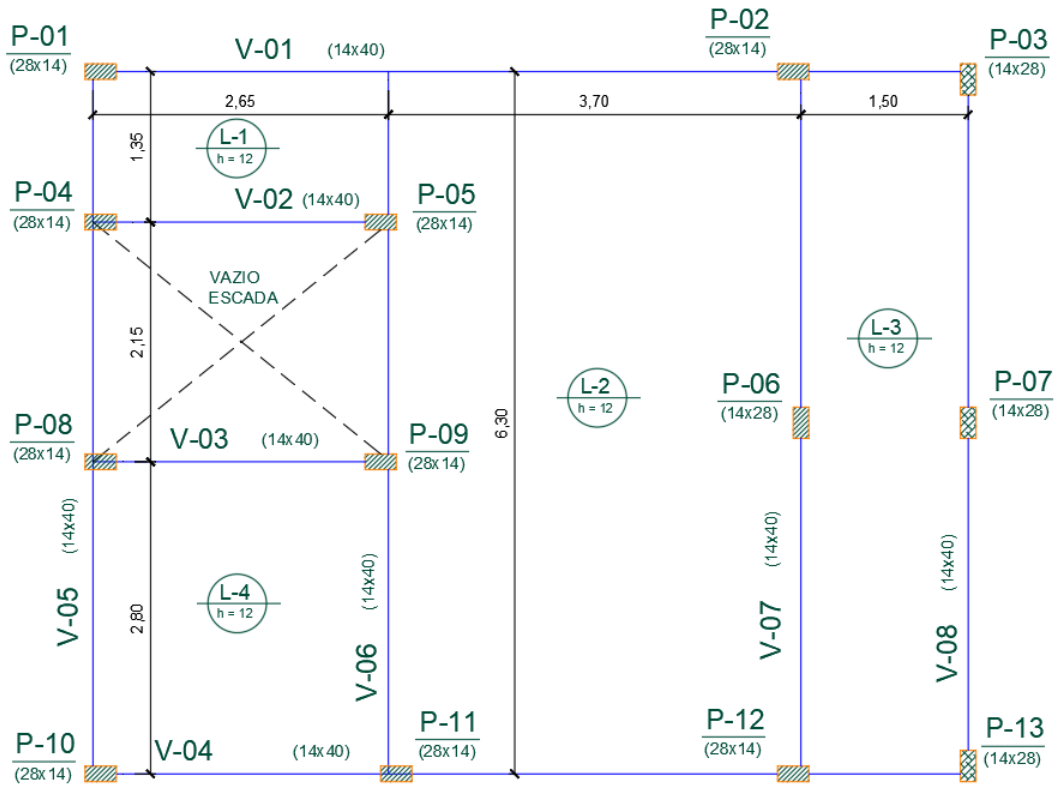 P-01
(28x14)
V-01 (14x40)
P-02
(28x14)
P-03
(14x28)
2,65
3,70
1,50
1,35
L-1
h = 12
P-04
(28x14)
V-02 (14x40)
P-05
(28x14)
VAZIO
ESCADA
2,15
L-3
h = 12
L-2
h = 12
P-06
(14x28)
P-07
(14x28)
6,30
P-08
(28x14)
V-03 (14x40)
P-09
(28x14)
V-05 (14x40)
2,80
L-4
h = 12
V-06 (14x40)
V-07 (14x40)
V-08 (14x40)
P-10
(28x14)
V-04 (14x40)
P-11
(28x14)
P-12
(28x14)
P-13
(14x28)